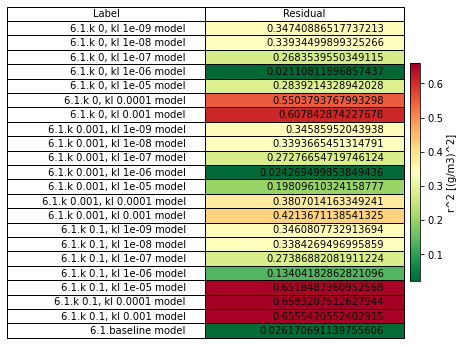 Label Residual
6.1.k 0, kl 1e-09 model 0.34740886517737213
6.1.k 0, kl 1e-08 model 0.33934499899325266
6.1.k 0, kl 1e-07 model 0.2683539550349115
6.1.k 0, kl 1e-06 model 0.02110811896857437
6.1.k 0, kl 1e-05 model 0.2839214328942028
6.1.k 0, kl 0.0001 model 0.5503793767993298
6.1.k 0, kl 0.001 model 0.607842874227678
6.1.k 0.001, kl 1e-09 model 0.34585952043938
6.1.k 0.001, kl 1e-08 model 0.3393665451314791
6.1.k 0.001, kl 1e-07 model 0.27276654719746124
6.1.k 0.001, kl 1e-06 model 0.024269499853849436
6.1.k 0.001, kl 1e-05 model 0.19809610324158777
6.1.k 0.001, kl 0.0001 model 0.3807014163349241
6.1.k 0.001, kl 0.001 model 0.4213671138541325
6.1.k 0.1, kl 1e-09 model 0.3460807732913694
6.1.k 0.1, kl 1e-08 model 0.3384269496995859
6.1.k 0.1, kl 1e-07 model 0.27386882081911224
6.1.k 0.1, kl 1e-06 model 0.13404182862821096
6.1.k 0.1, kl 1e-05 model 0.6518487960952568
6.1.k 0.1, kl 0.0001 model 0.6583207512627944
6.1.k 0.1, kl 0.001 model 0.6555420552402915
6.1.baseline model 0.026170691139755606
0.6
0.5
0.4
0.3
0.2
0.1
r^2 [(g/m3)^2]